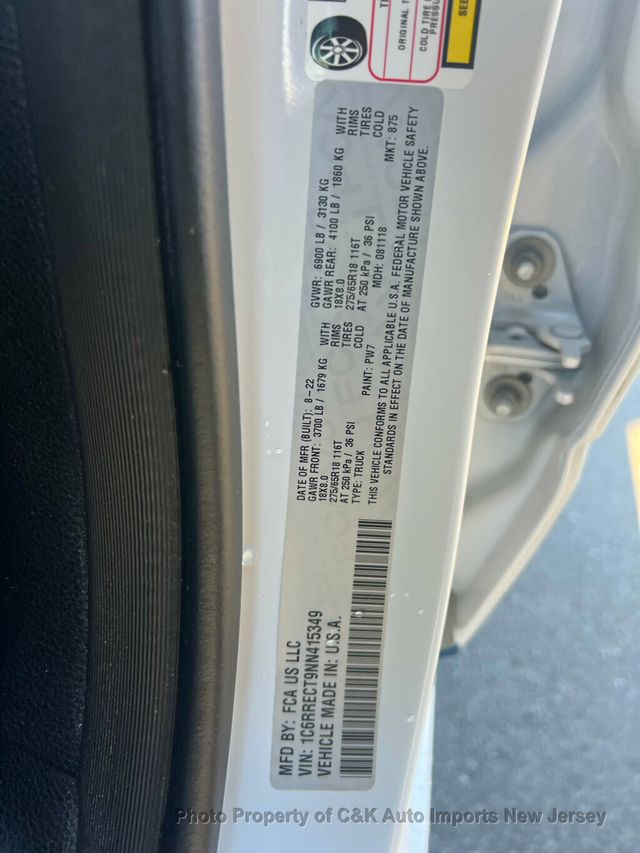 MFD BY: FCA US LLC
VIN: 1C6RRECT9NN415349
VEHICLE MADE IN: U.S.A.
DATE OF MFR (BUILT): 8-22 GVWR: 6900 LB / 3130 KG
GAWR FRONT: 3700 LB / 1679 KG WITH GAWR REAR: 4100 LB / 1860 KG WITH
18X8.0 RIMS 18X8.0 RIMS
275/65R18 116T TIRES 275/65R18 116T TIRES
AT 250 kPa / 36 PSI COLD AT 250 kPa / 36 PSI COLD
TYPE: TRUCK PAINT: PW7 MDH: 081118 MKT: 875
THIS VEHICLE CONFORMS TO ALL APPLICABLE U.S.A. FEDERAL MOTOR VEHICLE SAFETY
STANDARDS IN EFFECT ON THE DATE OF MANUFACTURE SHOWN ABOVE.
ORIGINAL
COLD TIRE
SEE
Photo Property of C&K Auto Imports New Jersey